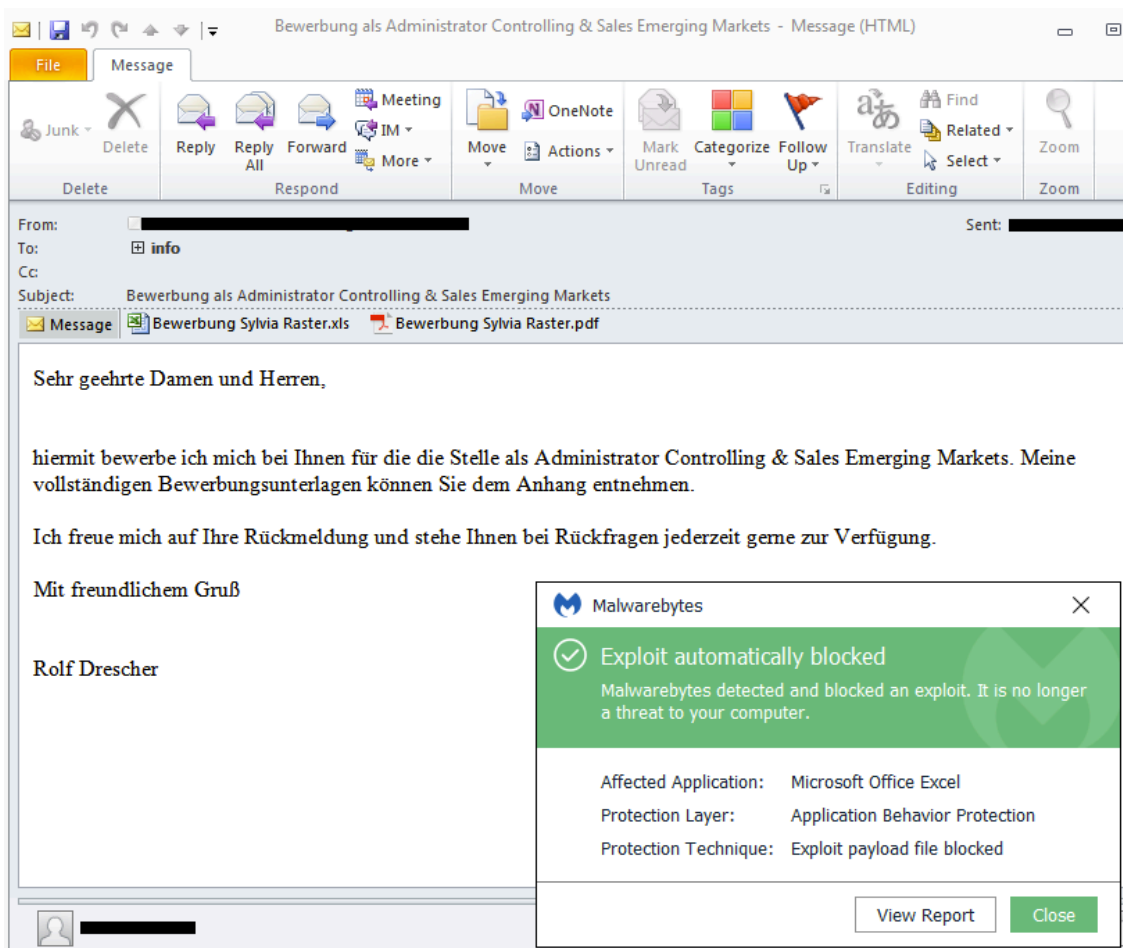 Bewerbung als Administrator Controlling & Sales Emerging Markets - Message (HTML)
File Message
Junk Delete
Reply Reply All Forward Meeting IM More
Move OneNote Actions
Mark Unread Categorize Follow Up
Translate Find Related Select
Zoom
Delete Respond Move Tags Editing Zoom
From: Sent:
To: info
Cc:
Subject: Bewerbung als Administrator Controlling & Sales Emerging Markets
Message Bewerbung Sylvia Raster.xls Bewerbung Sylvia Raster.pdf
Sehr geehrte Damen und Herren,
hiermit bewerbe ich mich bei Ihnen für die die Stelle als Administrator Controlling & Sales Emerging Markets. Meine
vollständigen Bewerbungsunterlagen können Sie dem Anhang entnehmen.
Ich freue mich auf Ihre Rückmeldung und stehe Ihnen bei Rückfragen jederzeit gerne zur Verfügung.
Mit freundlichem Gruß
Rolf Drescher
Malwarebytes
Exploit automatically blocked
Malwarebytes detected and blocked an exploit. It is no longer
a threat to your computer.
Affected Application: Microsoft Office Excel
Protection Layer: Application Behavior Protection
Protection Technique: Exploit payload file blocked
View Report Close